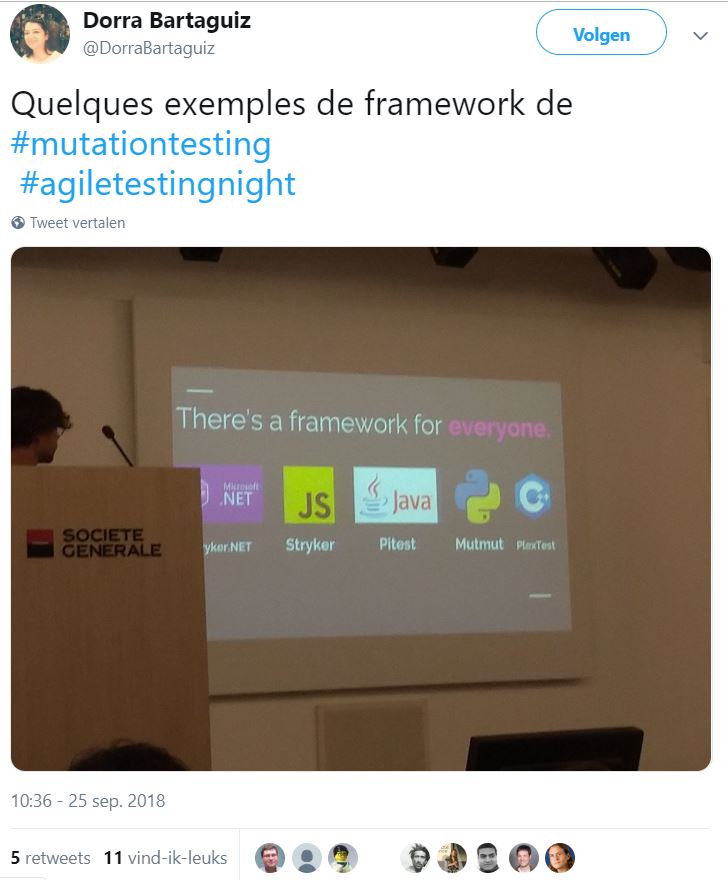 Dorra Bartaguiz
@DorraBartaguiz
Volgen
Quelques exemples de framework de
#mutationtesting
#agiletestingnight
Tweet vertalen
There's a framework for everyone.
Microsoft
.NET
JS
Java
C++
yker.NET
Stryker
Pitest
Mutmut
PlexTest
SOCIETE
GENERALE
10:36 - 25 sep. 2018
5 retweets 11 vind-ik-leuks